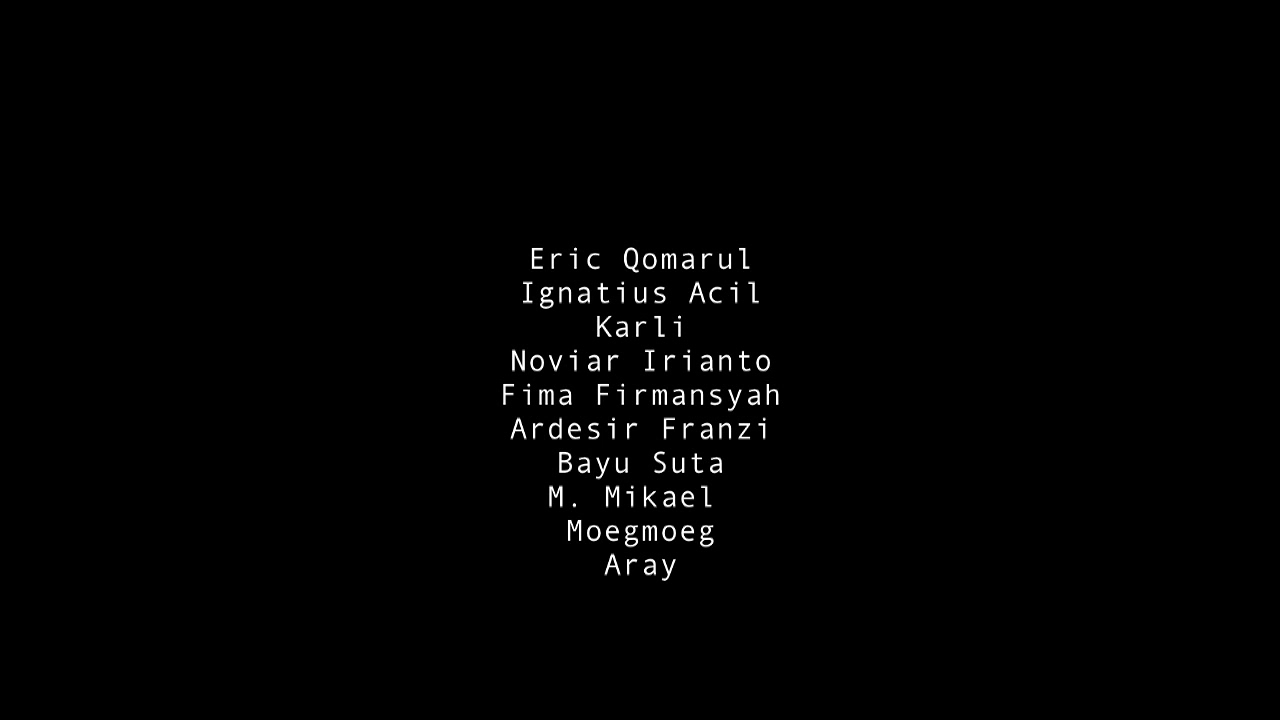 Eric Qomarul
Ignatius Acil
Karli
Noviar Irianto
Fima Firmansyah
Ardesir Franzi
Bayu Suta
M. Mikael
Moegmoeg
Aray